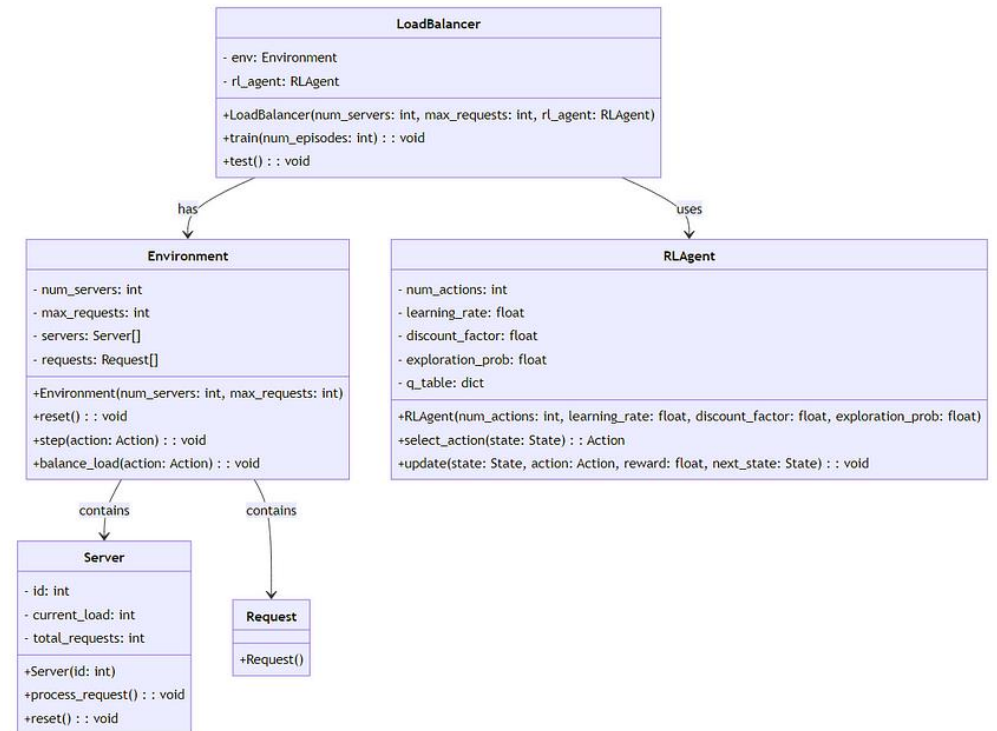 LoadBalancer
- env: Environment
- rl_agent: RLAgent
+LoadBalancer(num_servers: int, max_requests: int, rl_agent: RLAgent)
+train(num_episodes: int) : : void
+test() : : void
has
uses
Environment
- num_servers: int
- max_requests: int
- servers: Server[]
- requests: Request[]
+Environment(num_servers: int, max_requests: int)
+reset() : : void
+step(action: Action) : : void
+balance_load(action: Action) : : void
RLAgent
- num_actions: int
- learning_rate: float
- discount_factor: float
- exploration_prob: float
- q_table: dict
+RLAgent(num_actions: int, learning_rate: float, discount_factor: float, exploration_prob: float)
+select_action(state: State) : : Action
+update(state: State, action: Action, reward: float, next_state: State) : : void
contains
contains
Server
- id: int
- current_load: int
- total_requests: int
+Server(id: int)
+process_request() : : void
+reset() : : void
Request
+Request()